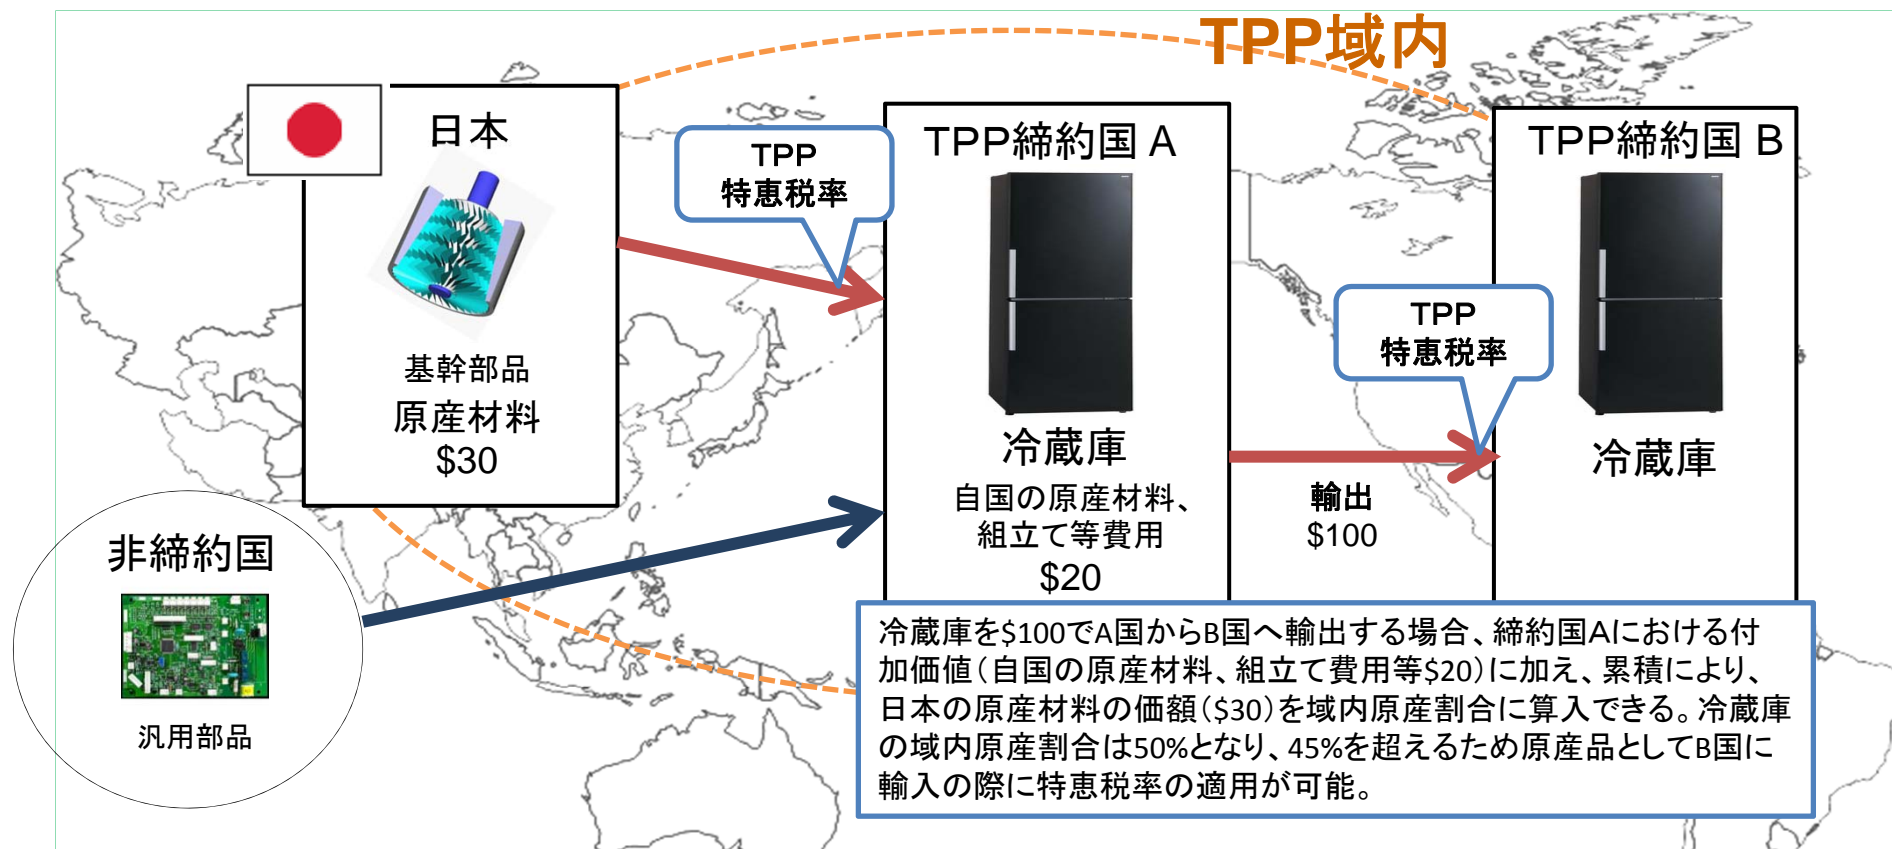 TPP域内
日本
基幹部品
原産材料
$30
TPP
特恵税率
TPP締約国 A
冷蔵庫
自国の原産材料、
組立て等費用
$20
TPP
特恵税率
輸出
$100
TPP締約国 B
冷蔵庫
非締約国
汎用部品
冷蔵庫を$100でA国からB国へ輸出する場合、締約国Aにおける付
加価値（自国の原産材料、組立て費用等$20）に加え、累積により、
日本の原産材料の価額（$30）を域内原産割合に算入できる。冷蔵庫
の域内原産割合は50%となり、45%を超えるため原産品としてB国に
輸入の際に特恵税率の適用が可能。